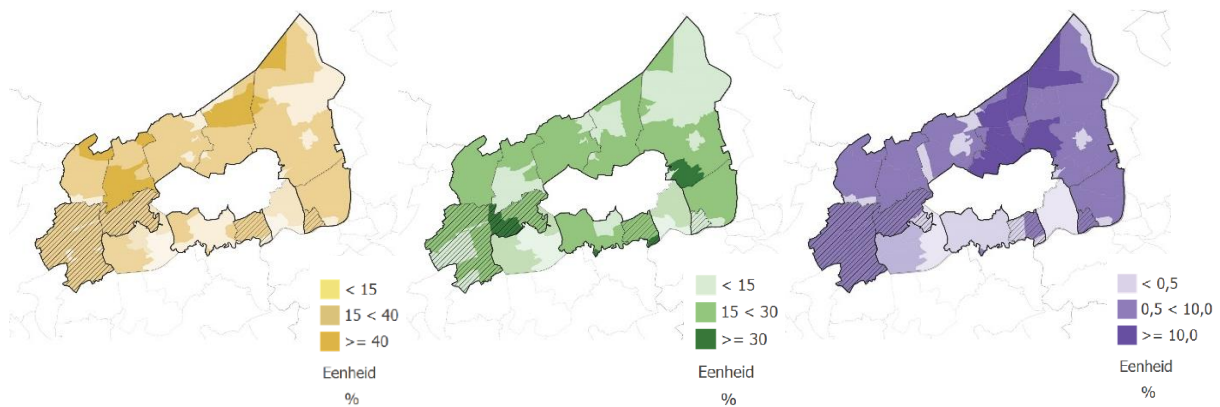 < 15
15 < 40
>= 40
Eenheid
%
< 15
15 < 30
>= 30
Eenheid
%
< 0,5
0,5 < 10,0
>= 10,0
Eenheid
%